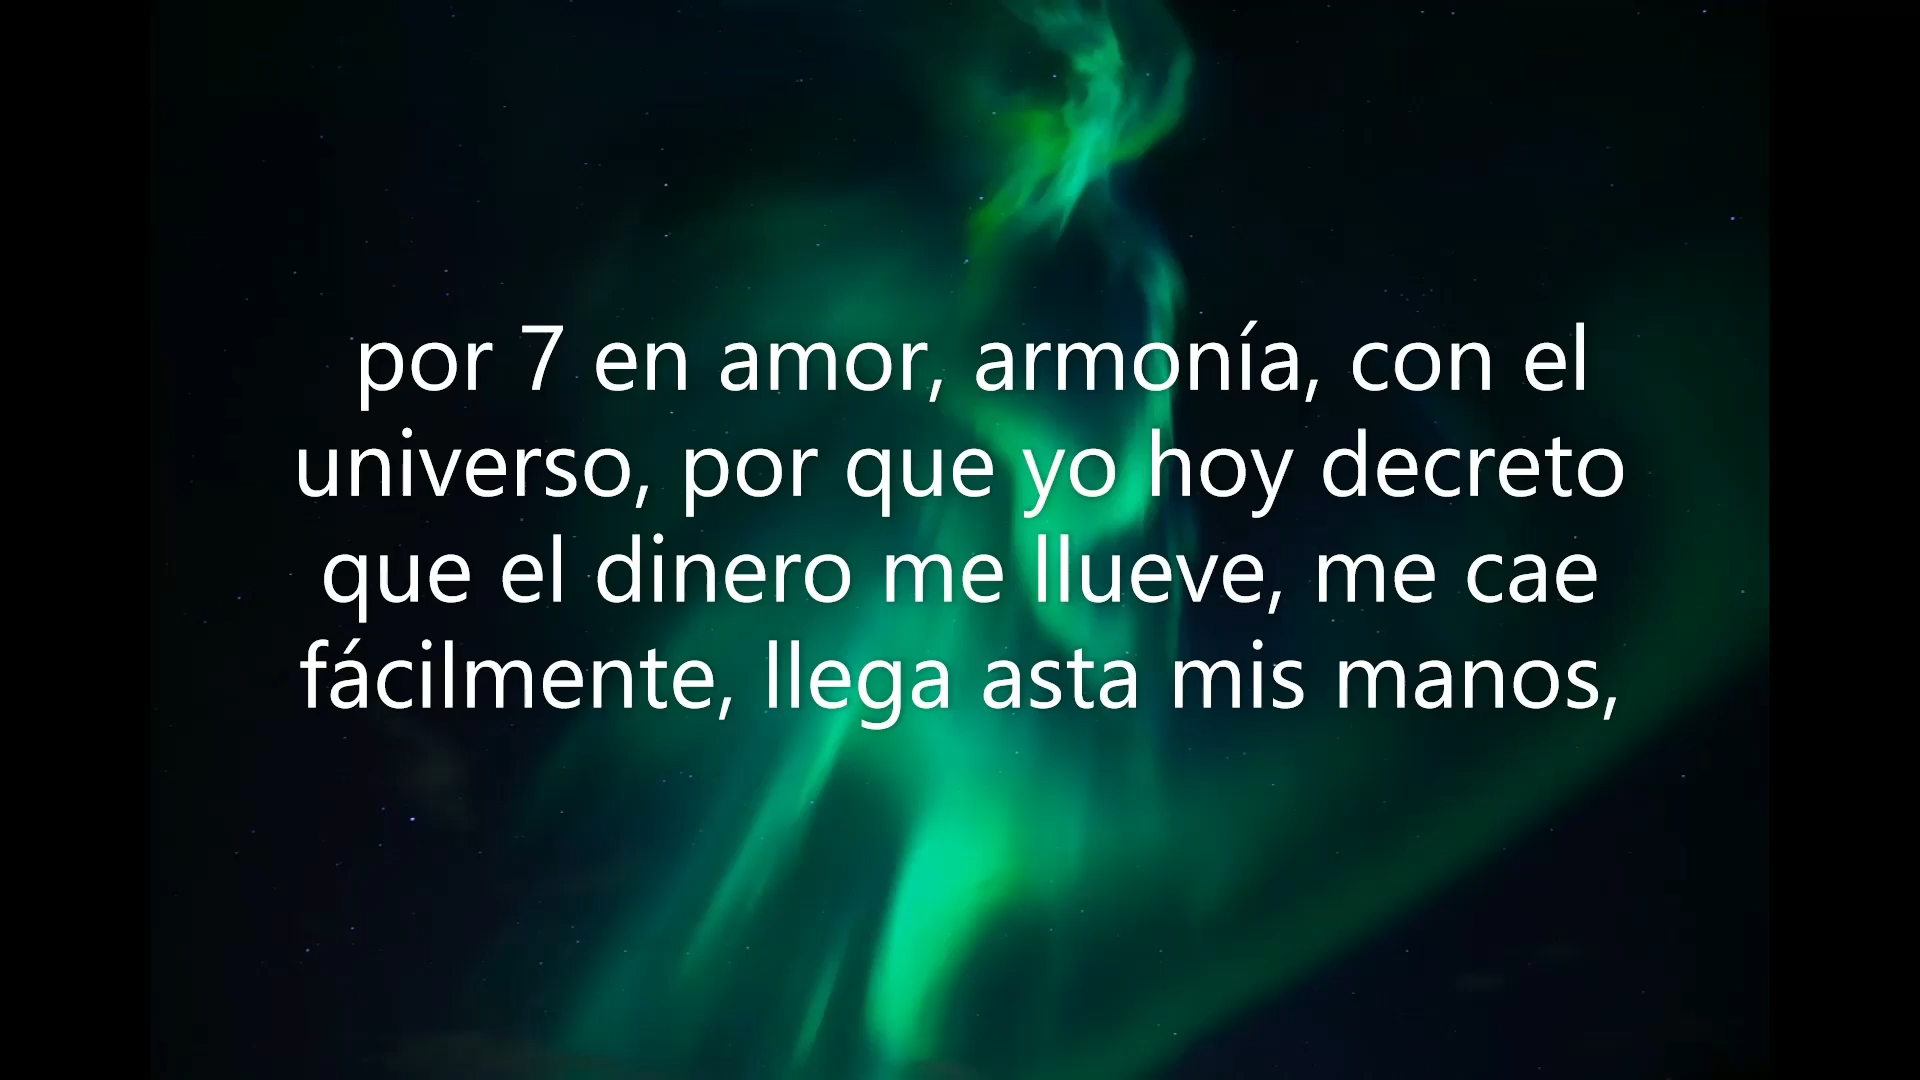 por 7 en amor, armonía, con el
universo, por que yo hoy decreto
que el dinero me llueve, me cae
fácilmente, llega asta mis manos,